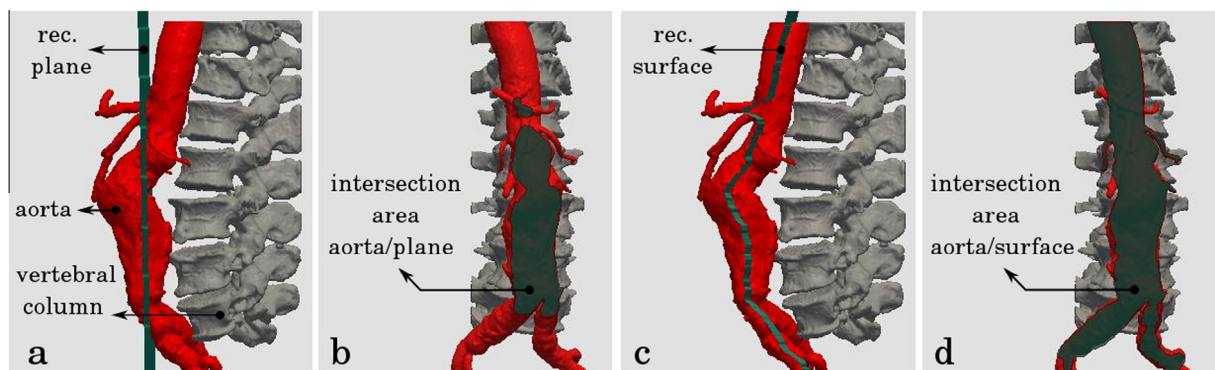 rec.
plane
aorta
vertebral
column
a
intersection
area
aorta/plane
b
rec.
surface
c
intersection
area
aorta/surface
d